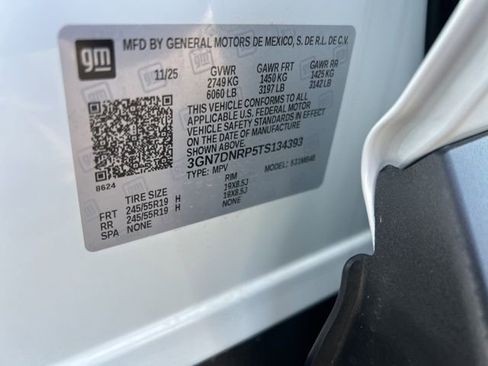 gm
MFD BY GENERAL MOTORS DE MEXICO, S. DE R.L. DE C.V.
11/25 GVWR GAWR FRT GAWR RR
2749 KG 1450 KG 1425 KG
6060 LB 3197 LB 3142 LB
THIS VEHICLE CONFORMS TO ALL
APPLICABLE U.S. FEDERAL MOTOR
VEHICLE SAFETY STANDARDS IN EFFECT
ON THE DATE OF MANUFACTURE
SHOWN ABOVE.
3GN7DNRP5TS134393
TYPE: MPV MODEL:
8624
TIRE SIZE RIM
FRT 245/55R19 H 19X8.5J
RR 245/55R19 H 19X8.5J
SPA NONE NONE